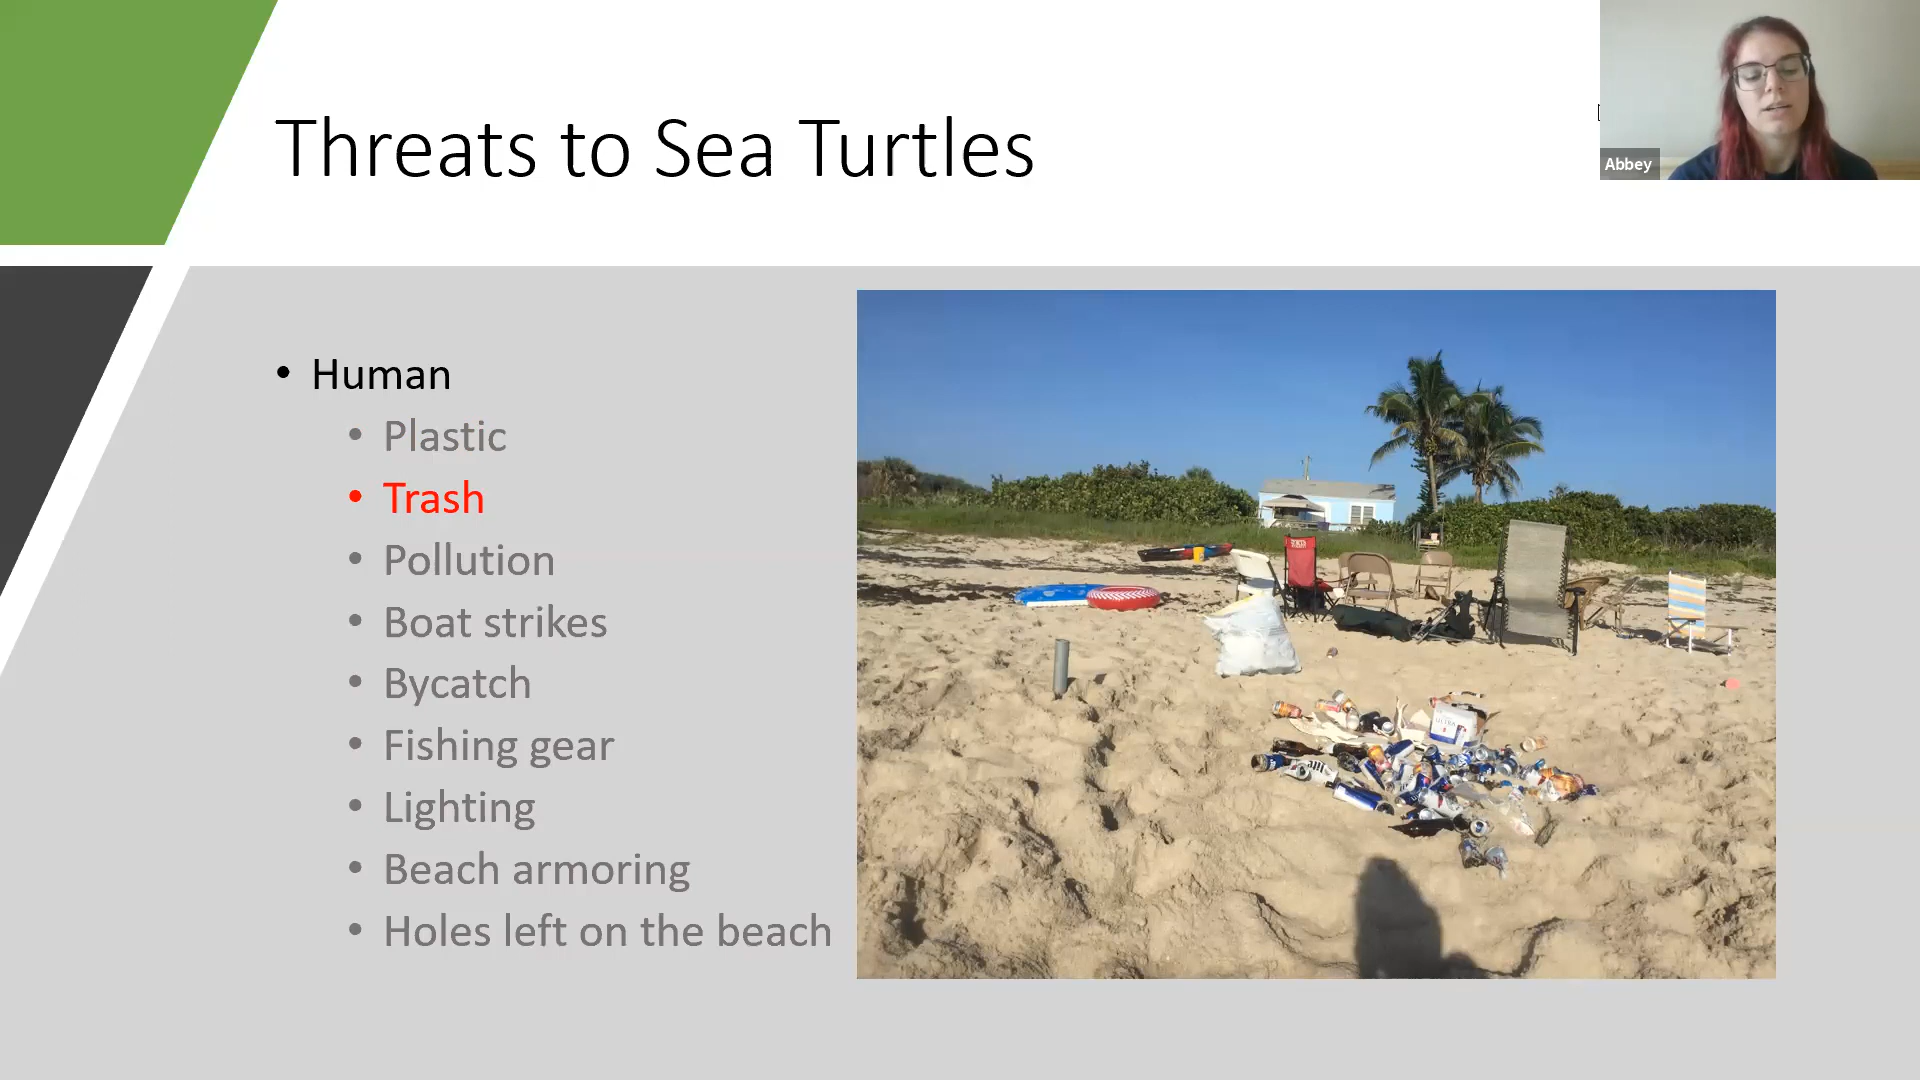 Threats to Sea Turtles
Abbey
• Human
• Plastic
• Trash
• Pollution
• Boat strikes
• Bycatch
• Fishing gear
• Lighting
• Beach armoring
• Holes left on the beach
ULTRA